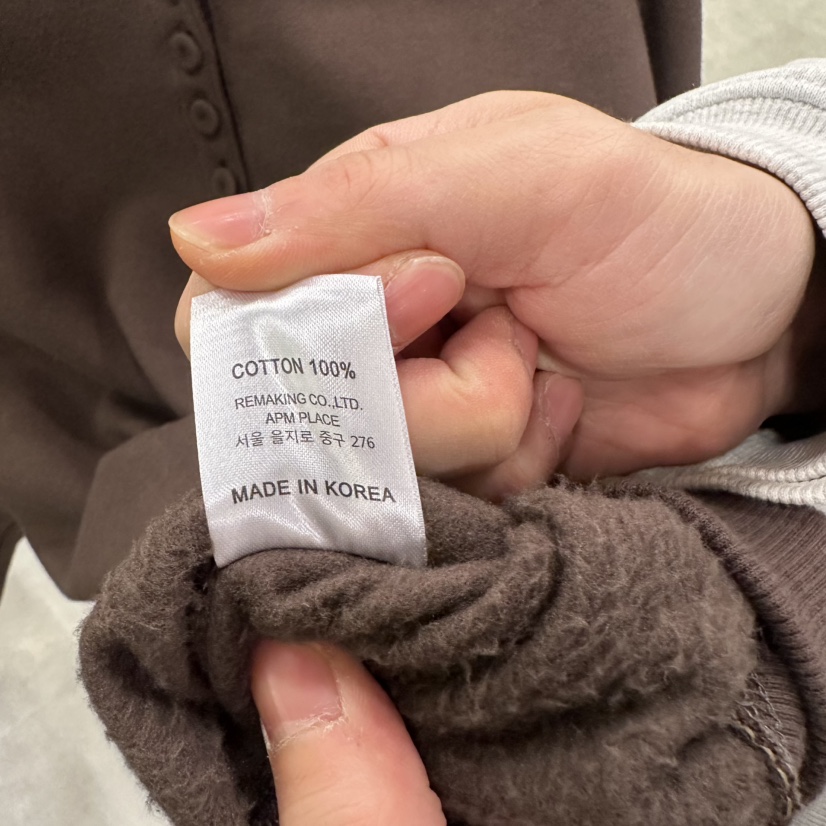 COTTON 100%
REMAKING CO.,LTD.
APM PLACE
서울 을지로 중구 276
MADE IN KOREA